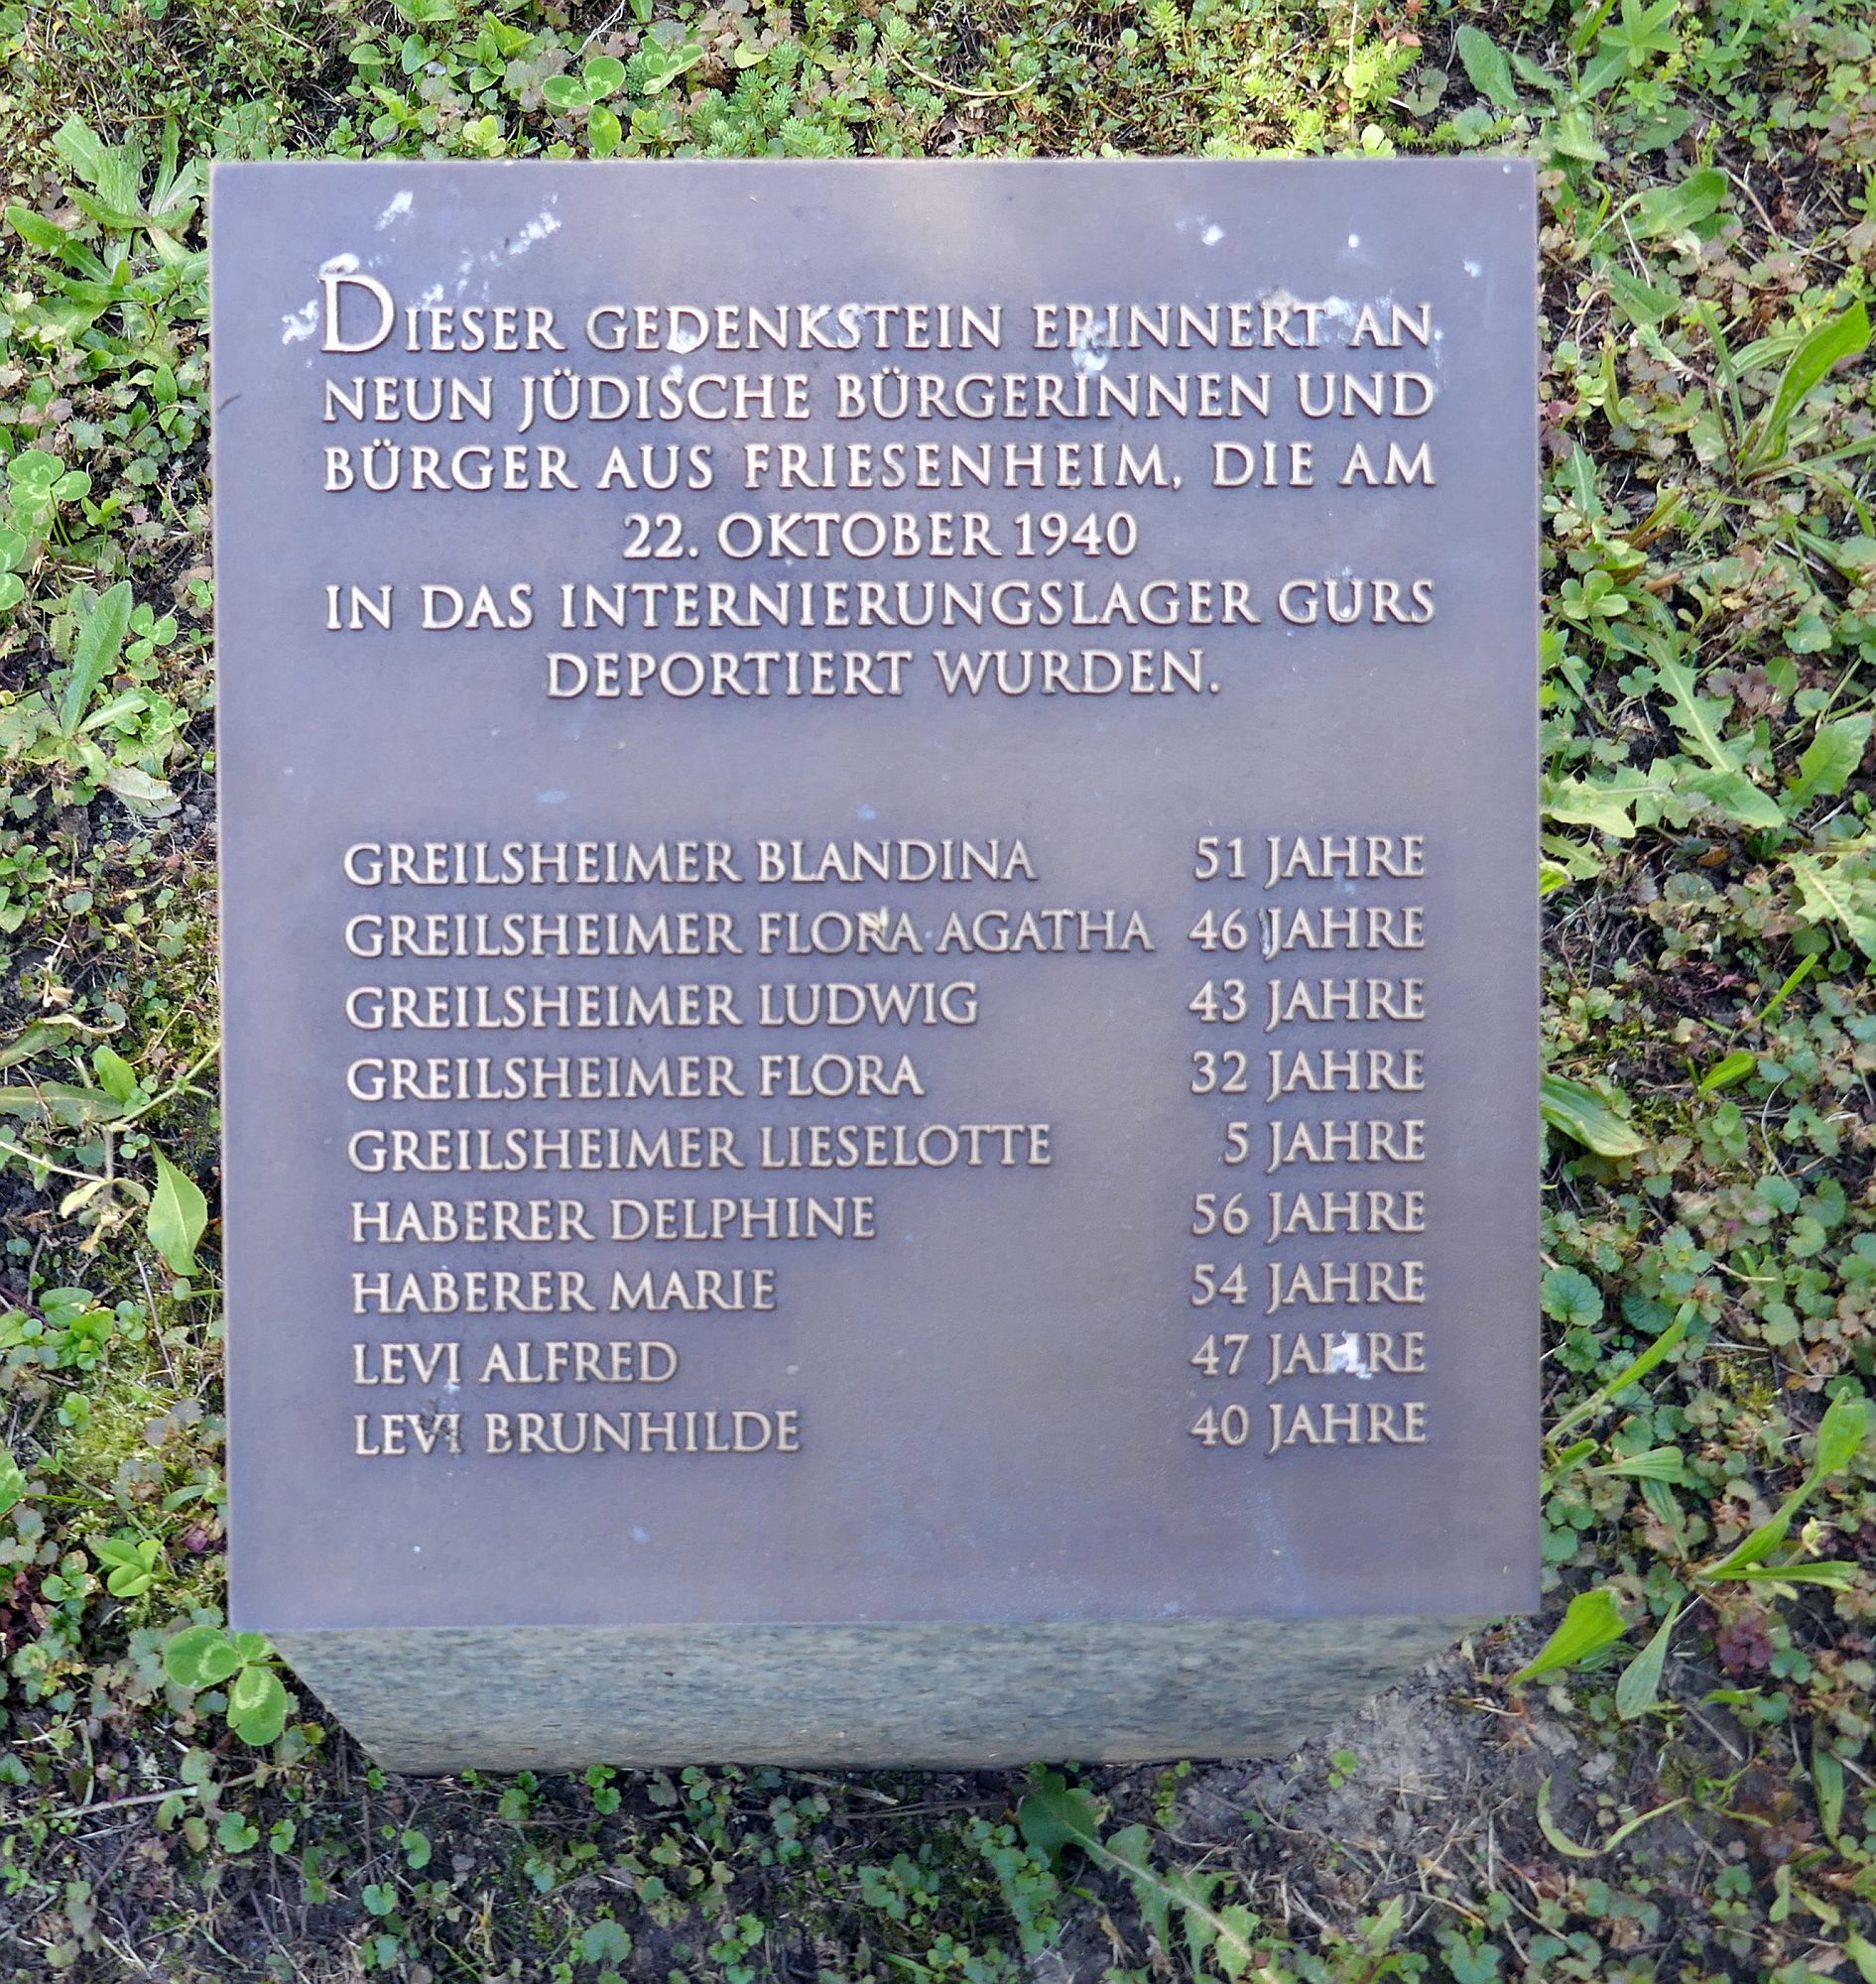 DIESER GEDENKSTEIN ERINNERT AN
NEUN JÜDISCHE BÜRGERINNEN UND
BÜRGER AUS FRIESENHEIM, DIE AM
22. OKTOBER 1940
IN DAS INTERNIERUNGSLAGER GURS
DEPORTIERT WURDEN.
GREILSHEIMER BLANDINA 51 JAHRE
GREILSHEIMER FLORA AGATHA 46 JAHRE
GREILSHEIMER LUDWIG 43 JAHRE
GREILSHEIMER FLORA 32 JAHRE
GREILSHEIMER LIESELOTTE 5 JAHRE
HABERER DELPHINE 56 JAHRE
HABERER MARIE 54 JAHRE
LEVI ALFRED 47 JAHRE
LEVI BRUNHILDE 40 JAHRE